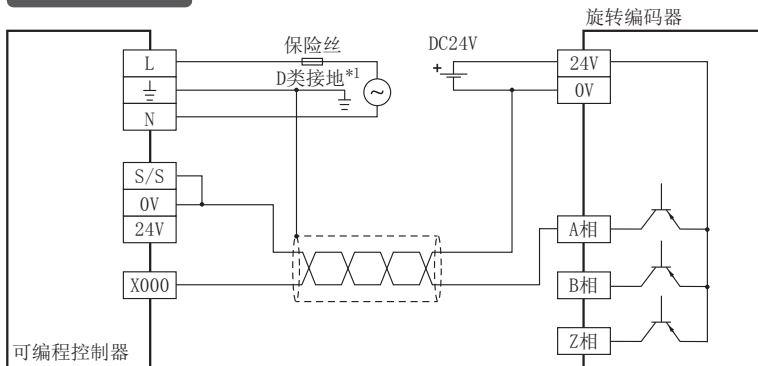 旋转编码器
保险丝
DC24V
L
D类接地*1
24V
0V
N
S/S
0V
24V
A相
X000
B相
Z相
可编程控制器